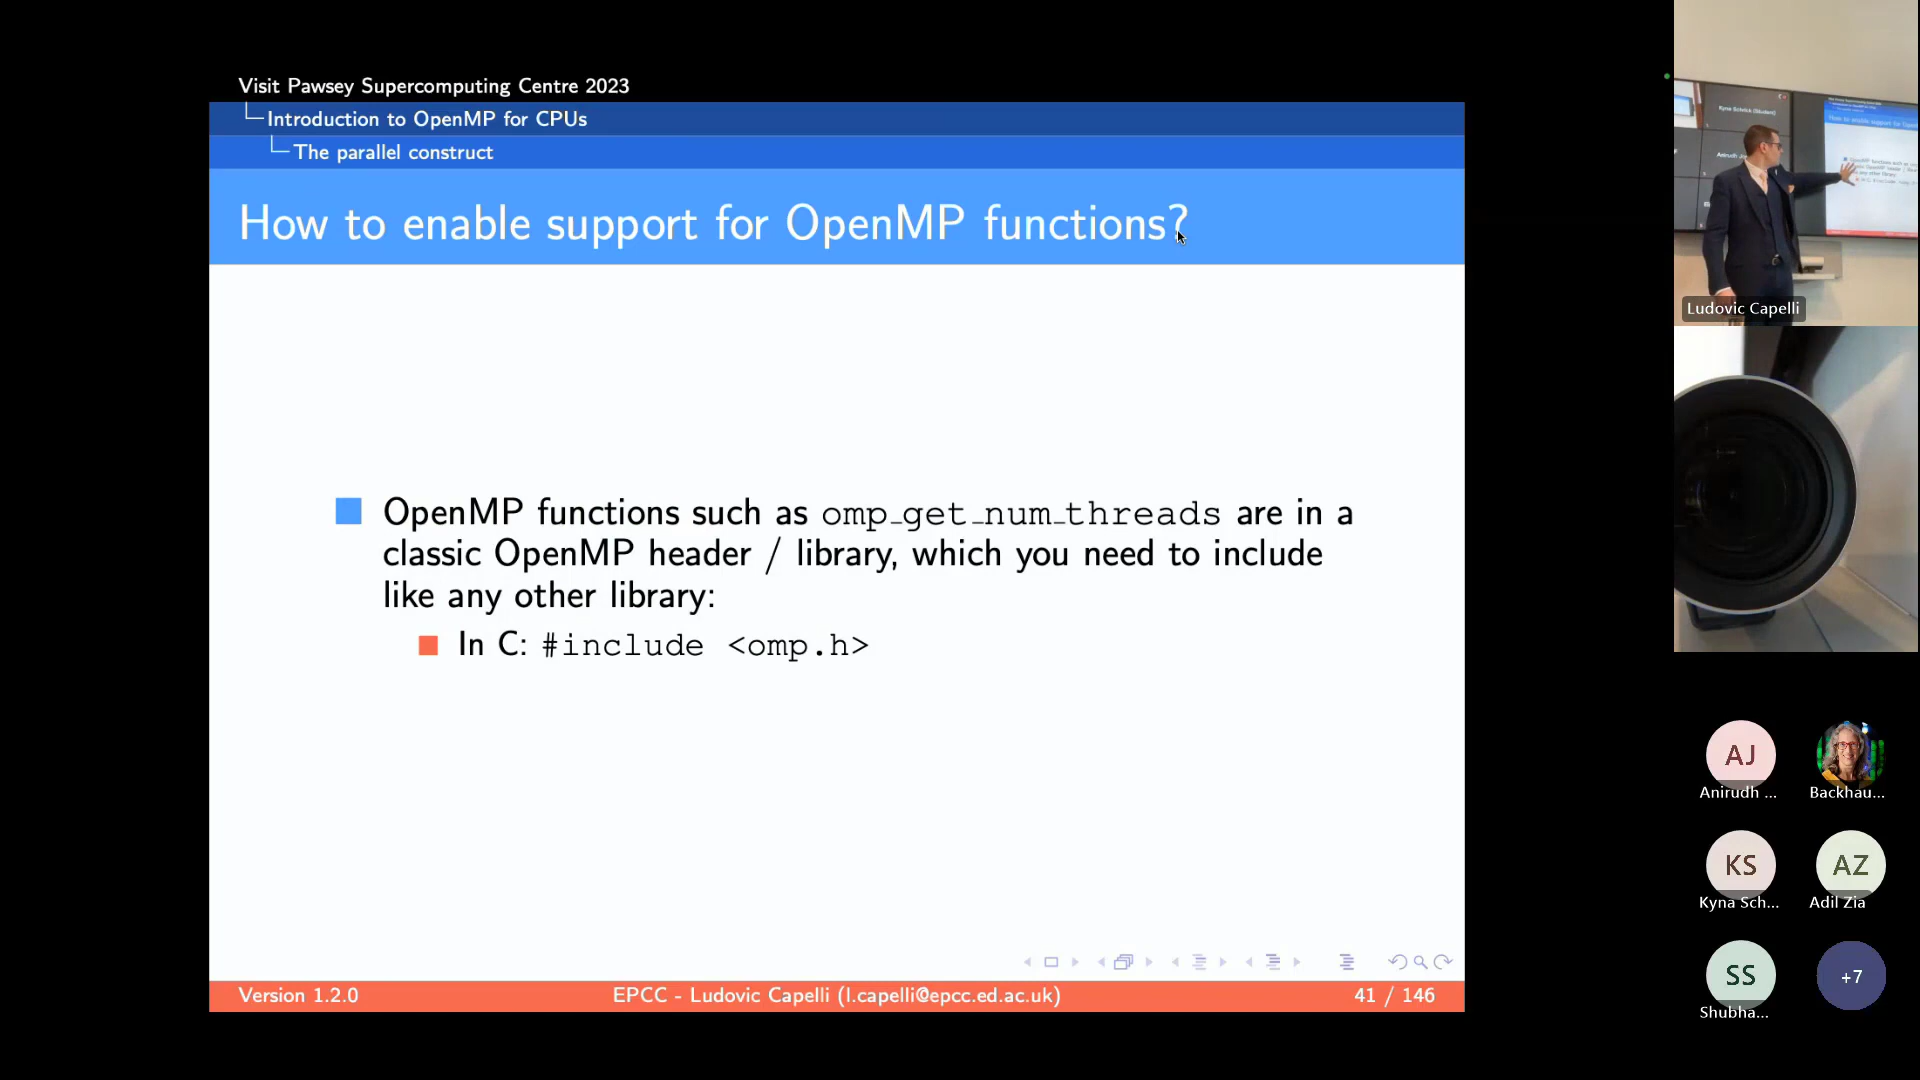 Visit Pawsey Supercomputing Centre 2023
Introduction to OpenMP for CPUs
The parallel construct
How to enable support for OpenMP functions?
OpenMP functions such as omp_get_num_threads are in a
classic OpenMP header / library, which you need to include
like any other library:
In C: #include <omp.h>
Version 1.2.0
EPCC - Ludovic Capelli (l.capelli@epcc.ed.ac.uk)
41 / 146
Kyna Schlick (Student)
Ludovic Capelli
AJ
Anirudh ...
Backhau...
KS
Kyna Sch...
AZ
Adil Zia
SS
Shubha...
+7